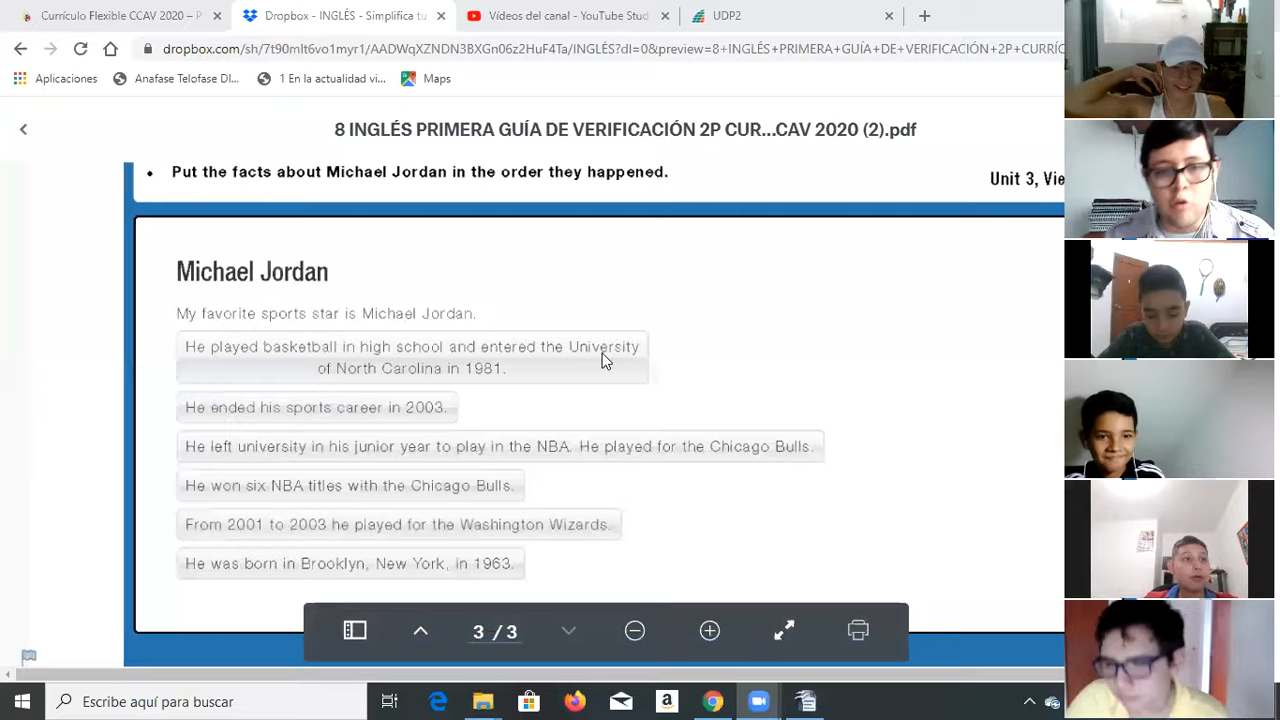 Currículo Flexible CCAV 2020 – P
Dropbox - INGLÉS - Simplifica tu
Vídeos del canal - YouTube Stud
UDP2
dropbox.com/sh/7t90mlt6vo1myr1/AADWqXZNDN3BXGn06z2HUF4Ta/INGLÉS?dl=0&preview=8+INGLÉS+PRIMERA+GUÍA+DE+VERIFICACIÓN+2P+CURRÍC
Aplicaciones
Anafase Telofase DI...
1 En la actualidad vi...
Maps
8 INGLÉS PRIMERA GUÍA DE VERIFICACIÓN 2P CUR...CAV 2020 (2).pdf
• Put the facts about Michael Jordan in the order they happened.
Unit 3, Vie
Michael Jordan
My favorite sports star is Michael Jordan.
He played basketball in high school and entered the University
of North Carolina in 1981.
He ended his sports career in 2003.
He left university in his junior year to play in the NBA. He played for the Chicago Bulls.
He won six NBA titles with the Chicago Bulls.
From 2001 to 2003 he played for the Washington Wizards.
He was born in Brooklyn, New York, in 1963.
3 / 3
Escribe aquí para buscar